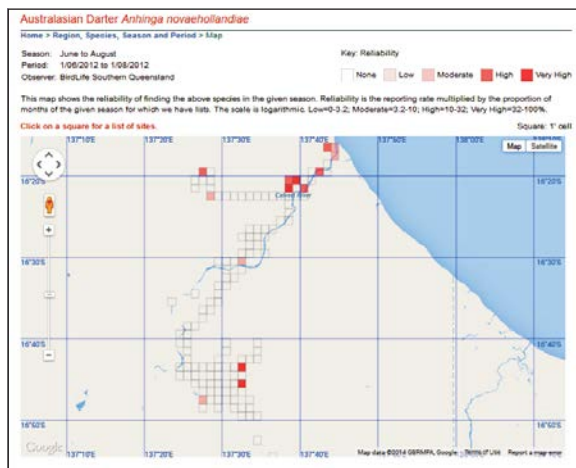 Australasian Darter Anhinga novaehollandiae
Home > Region, Species, Season and Period > Map
Season: June to August
Period: 1/06/2012 to 1/08/2012
Observer: BirdLife Southern Queensland
Key: Reliability
None Low Moderate High Very High
This map shows the reliability of finding the above species in the given season. Reliability is the reporting rate multiplied by the proportion of
months of the given season for which we have lists. The scale is logarithmic. Low=0-3.2; Moderate=3.2-10; High=10-32; Very High=32-100%.
Click on a square for a list of sites.
Square: 1' cell
137°10'E 137°20'E 137°30'E 137°40'E 137°50'E 138°00'E 138°10'E
Map Satellite
16°20'S 16°20'S
Calvert River
16°30'S 16°30'S
16°40'S 16°40'S
16°50'S 16°50'S
137°10'E 137°20'E 137°30'E 137°40'E 137°50'E 138°00'E 138°10'E
Google
Map data ©2014 GBRMPA, Google
Terms of Use
Report a map error